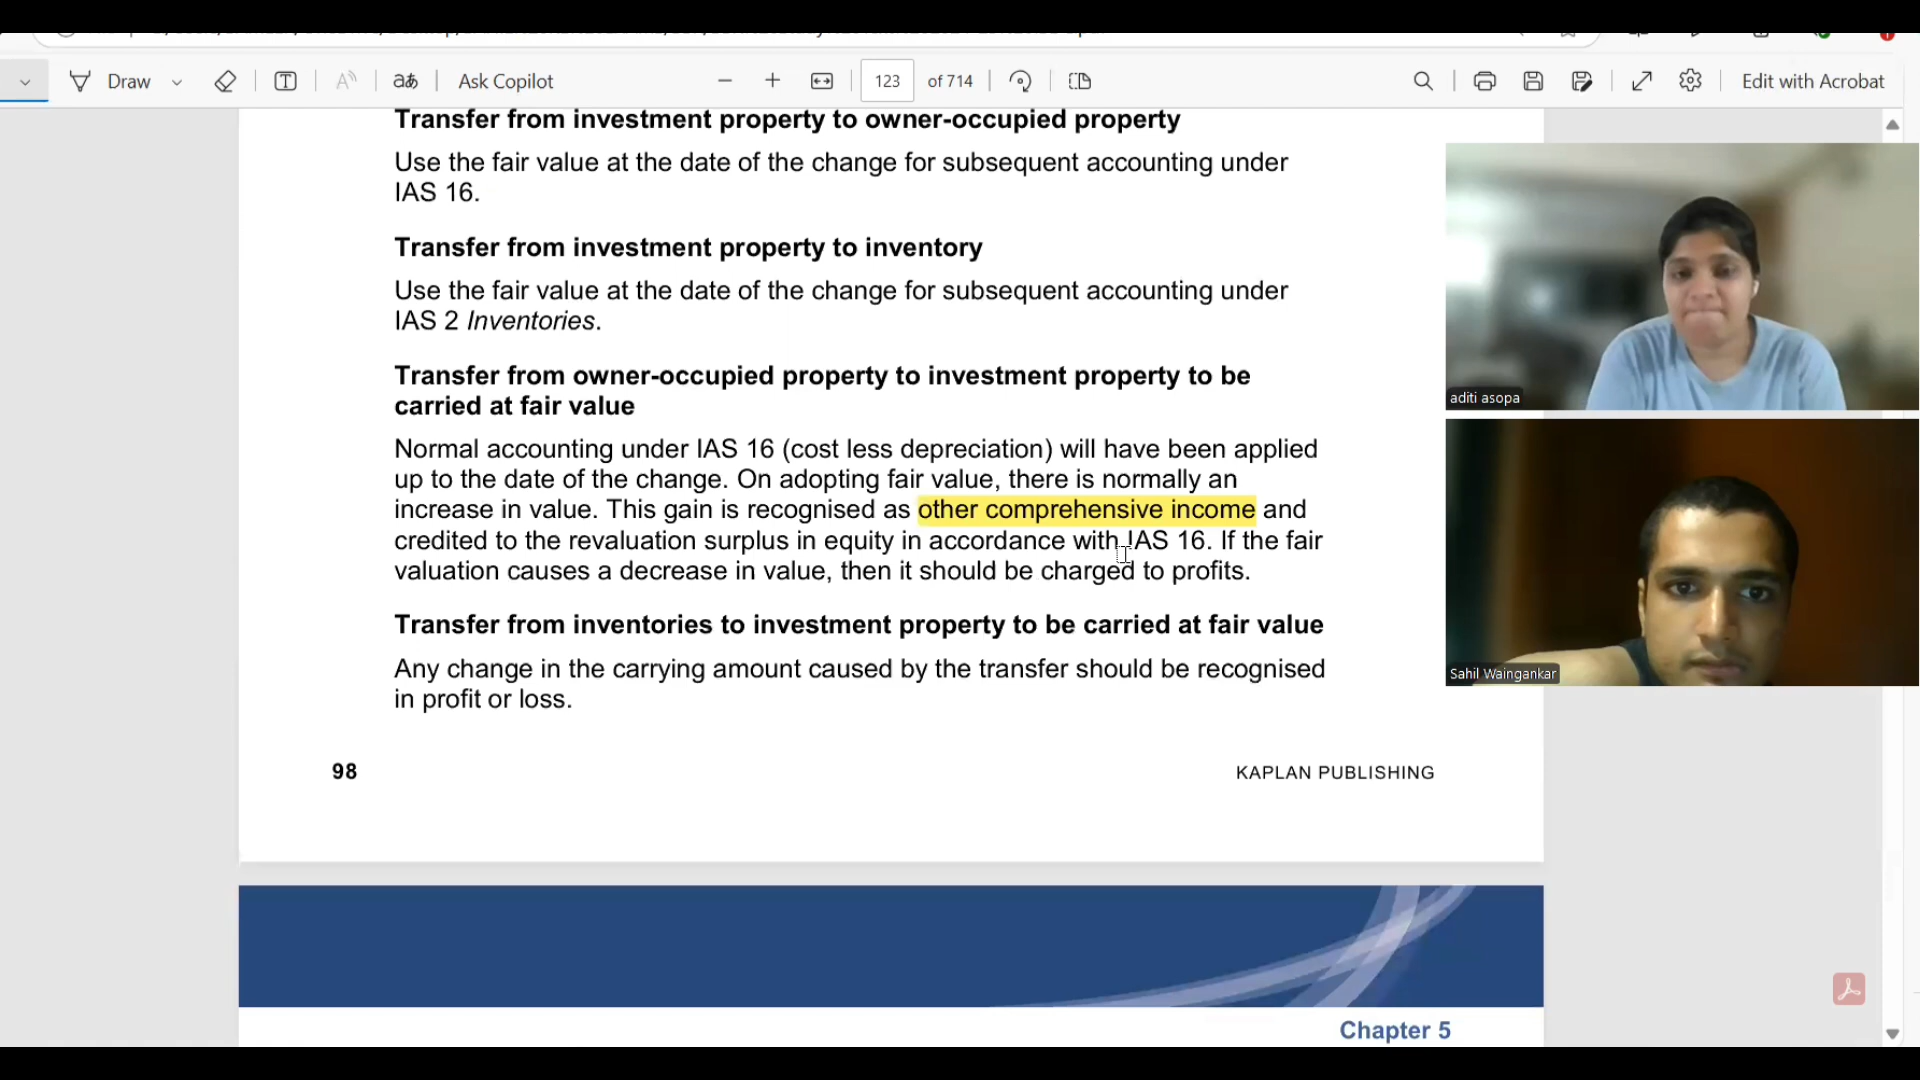 Draw
Ask Copilot
123
of 714
Edit with Acrobat
Transfer from investment property to owner-occupied property
Use the fair value at the date of the change for subsequent accounting under
IAS 16.
Transfer from investment property to inventory
Use the fair value at the date of the change for subsequent accounting under
IAS 2 Inventories.
Transfer from owner-occupied property to investment property to be
carried at fair value
Normal accounting under IAS 16 (cost less depreciation) will have been applied
up to the date of the change. On adopting fair value, there is normally an
increase in value. This gain is recognised as other comprehensive income and
credited to the revaluation surplus in equity in accordance with IAS 16. If the fair
valuation causes a decrease in value, then it should be charged to profits.
Transfer from inventories to investment property to be carried at fair value
Any change in the carrying amount caused by the transfer should be recognised
in profit or loss.
98
KAPLAN PUBLISHING
Chapter 5
aditi asopa
Sahil Waingankar